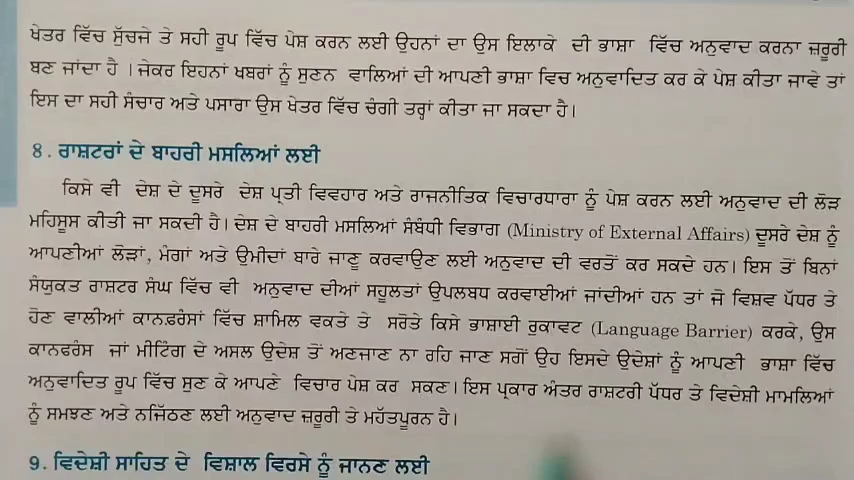 ਖੇਤਰ ਵਿੱਚ ਸੁੱਚਜੇ ਤੇ ਸਹੀ ਰੂਪ ਵਿੱਚ ਪੇਸ਼ ਕਰਨ ਲਈ ਉਹਨਾਂ ਦਾ ਉਸ ਇਲਾਕੇ ਦੀ ਭਾਸ਼ਾ ਵਿੱਚ ਅਨੁਵਾਦ ਕਰਨਾ ਜ਼ਰੂਰੀ
ਬਣ ਜਾਂਦਾ ਹੈ । ਜੇਕਰ ਇਹਨਾਂ ਖਬਰਾਂ ਨੂੰ ਸੁਣਨ ਵਾਲਿਆਂ ਦੀ ਆਪਣੀ ਭਾਸ਼ਾ ਵਿਚ ਅਨੁਵਾਦਿਤ ਕਰ ਕੇ ਪੇਸ਼ ਕੀਤਾ ਜਾਵੇ ਤਾਂ
ਇਸ ਦਾ ਸਹੀ ਸੰਚਾਰ ਅਤੇ ਪਸਾਰਾ ਉਸ ਖੇਤਰ ਵਿੱਚ ਚੰਗੀ ਤਰ੍ਹਾਂ ਕੀਤਾ ਜਾ ਸਕਦਾ ਹੈ।
8. ਰਾਸ਼ਟਰਾਂ ਦੇ ਬਾਹਰੀ ਮਸਲਿਆਂ ਲਈ
ਕਿਸੇ ਵੀ ਦੇਸ਼ ਦੇ ਦੂਸਰੇ ਦੇਸ਼ ਪ੍ਰਤੀ ਵਿਵਹਾਰ ਅਤੇ ਰਾਜਨੀਤਿਕ ਵਿਚਾਰਧਾਰਾ ਨੂੰ ਪੇਸ਼ ਕਰਨ ਲਈ ਅਨੁਵਾਦ ਦੀ ਲੋੜ
ਮਹਿਸੂਸ ਕੀਤੀ ਜਾ ਸਕਦੀ ਹੈ। ਦੇਸ਼ ਦੇ ਬਾਹਰੀ ਮਸਲਿਆਂ ਸੰਬੰਧੀ ਵਿਭਾਗ (Ministry of External Affairs) ਦੂਸਰੇ ਦੇਸ਼ ਨੂੰ
ਆਪਣੀਆਂ ਲੋੜਾਂ, ਮੰਗਾਂ ਅਤੇ ਉਮੀਦਾਂ ਬਾਰੇ ਜਾਣੂ ਕਰਵਾਉਣ ਲਈ ਅਨੁਵਾਦ ਦੀ ਵਰਤੋਂ ਕਰ ਸਕਦੇ ਹਨ। ਇਸ ਤੋਂ ਬਿਨਾਂ
ਸੰਯੁਕਤ ਰਾਸ਼ਟਰ ਸੰਘ ਵਿੱਚ ਵੀ ਅਨੁਵਾਦ ਦੀਆਂ ਸਹੂਲਤਾਂ ਉਪਲਬਧ ਕਰਵਾਈਆਂ ਜਾਂਦੀਆਂ ਹਨ ਤਾਂ ਜੋ ਵਿਸ਼ਵ ਪੱਧਰ ਤੇ
ਹੋਣ ਵਾਲੀਆਂ ਕਾਨਫ਼ਰੰਸਾਂ ਵਿੱਚ ਸ਼ਾਮਿਲ ਵਕਤੇ ਤੇ ਸਰੋਤੇ ਕਿਸੇ ਭਾਸ਼ਾਈ ਰੁਕਾਵਟ (Language Barrier) ਕਰਕੇ, ਉਸ
ਕਾਨਫਰੰਸ ਜਾਂ ਮੀਟਿੰਗ ਦੇ ਅਸਲ ਉਦੇਸ਼ ਤੋਂ ਅਣਜਾਣ ਨਾ ਰਹਿ ਜਾਣ ਸਗੋਂ ਉਹ ਇਸਦੇ ਉਦੇਸ਼ਾਂ ਨੂੰ ਆਪਣੀ ਭਾਸ਼ਾ ਵਿੱਚ
ਅਨੁਵਾਦਿਤ ਰੂਪ ਵਿੱਚ ਸੁਣ ਕੇ ਆਪਣੇ ਵਿਚਾਰ ਪੇਸ਼ ਕਰ ਸਕਣ। ਇਸ ਪ੍ਰਕਾਰ ਅੰਤਰ ਰਾਸ਼ਟਰੀ ਪੱਧਰ ਤੇ ਵਿਦੇਸ਼ੀ ਮਾਮਲਿਆਂ
ਨੂੰ ਸਮਝਣ ਅਤੇ ਨਜਿੱਠਣ ਲਈ ਅਨੁਵਾਦ ਜ਼ਰੂਰੀ ਤੇ ਮਹੱਤਪੂਰਨ ਹੈ।
9. ਵਿਦੇਸ਼ੀ ਸਾਹਿਤ ਦੇ ਵਿਸ਼ਾਲ ਵਿਰਸੇ ਨੂੰ ਜਾਨਣ ਲਈ